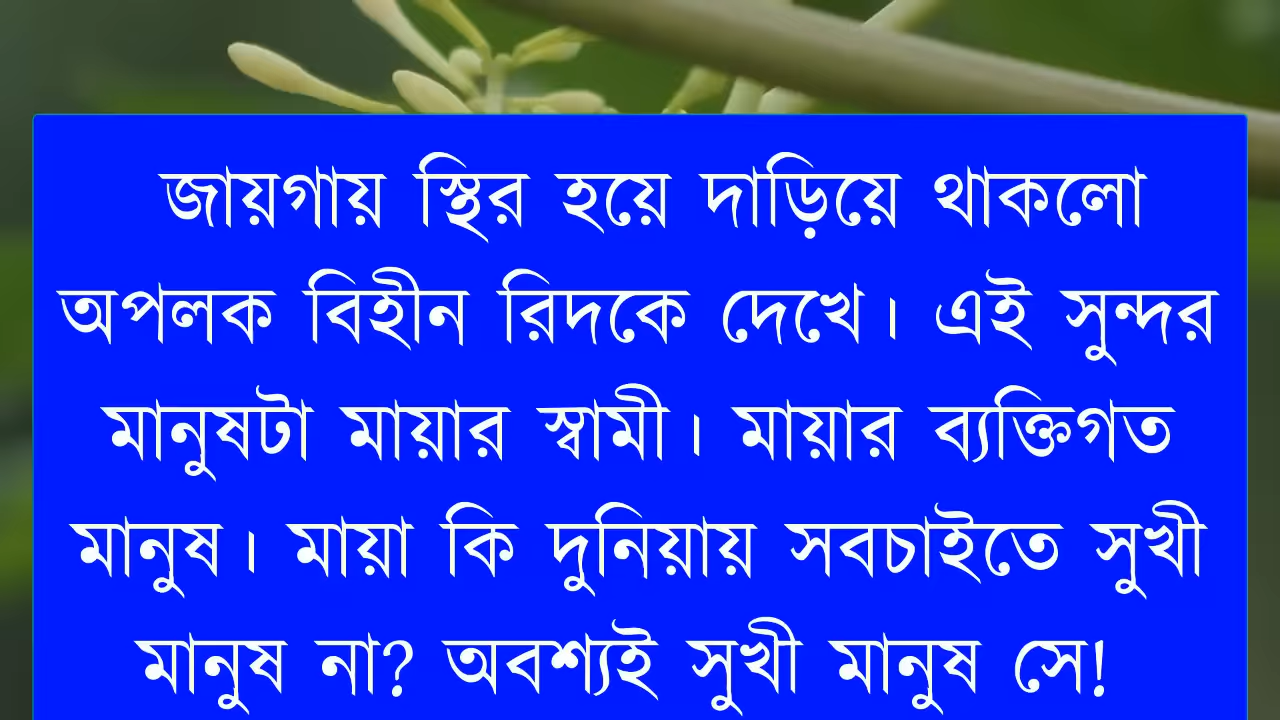 জায়গায় স্থির হয়ে দাড়িয়ে থাকলো
অপলক বিহীন রিদকে দেখে। এই সুন্দর
মানুষটা মায়ার স্বামী। মায়ার ব্যক্তিগত
মানুষ। মায়া কি দুনিয়ায় সবচাইতে সুখী
মানুষ না? অবশ্যই সুখী মানুষ সে!